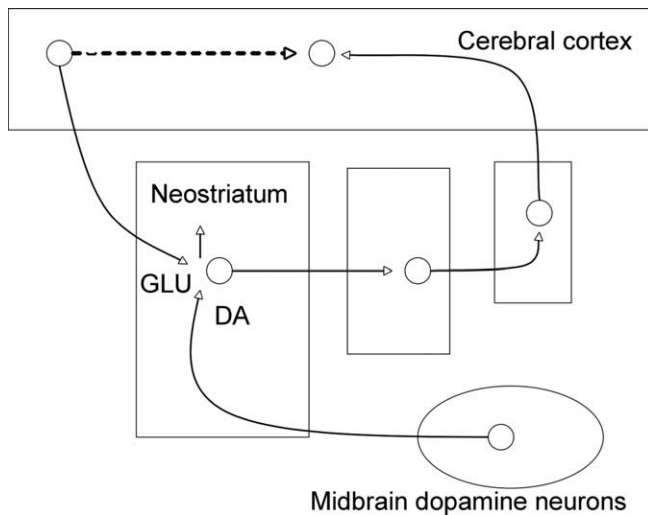 Cerebral cortex
Neostriatum
GLU
DA
Midbrain dopamine neurons